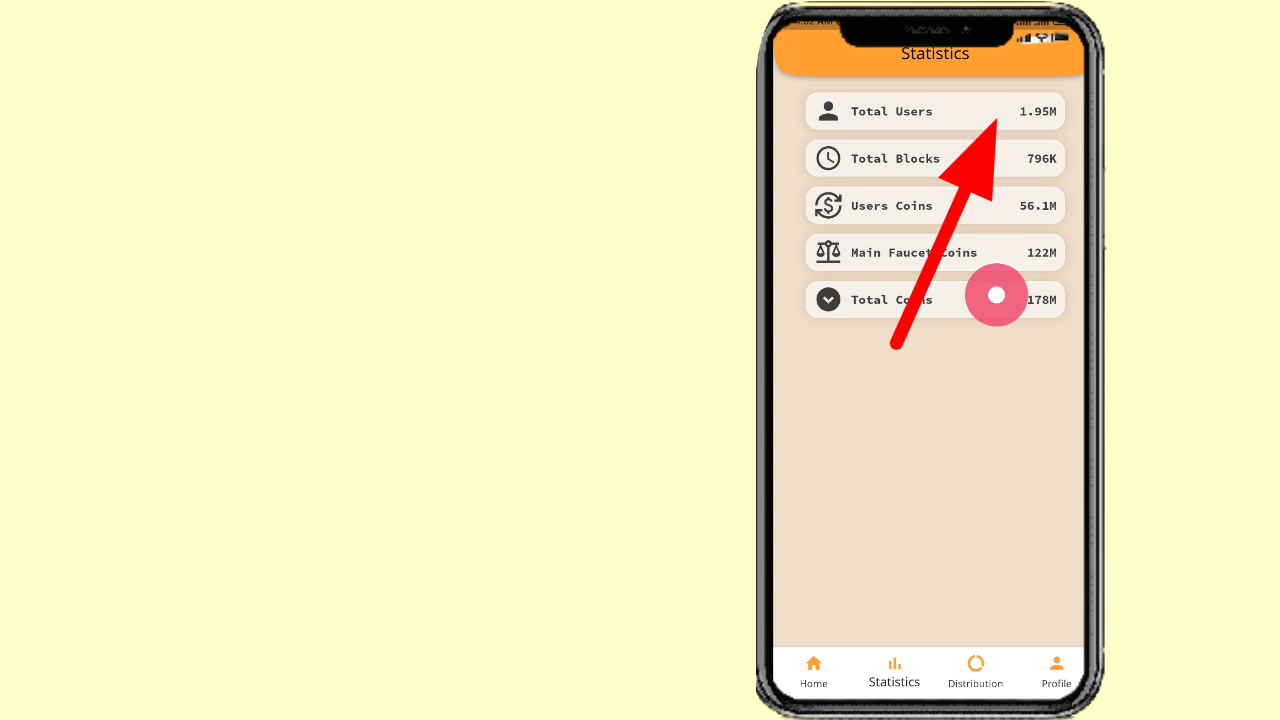 Statistics
Total Users 1.95M
Total Blocks 796K
Users Coins 56.1M
Main Faucet Coins 122M
Total Coins 178M
Home Statistics Distribution Profile